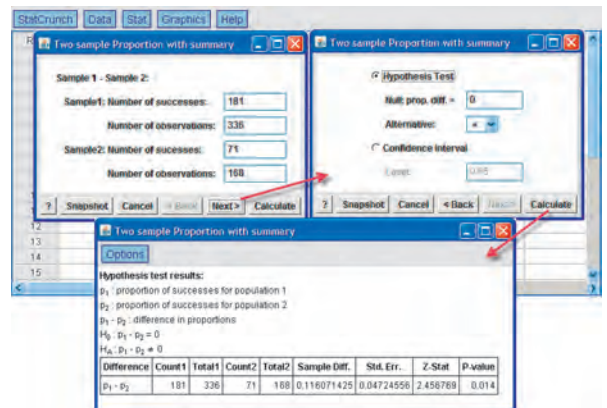 StatCrunch Data Stat Graphics Help
Two sample Proportion with summary
Sample 1 - Sample 2:
Sample1: Number of successes: 181
Number of observations: 336
Sample2: Number of sucesses: 71
Number of observations: 168
? Snapshot Cancel < Back Next > Calculate
Two sample Proportion with summary
Hypothesis Test
Null: prop. diff. = 0
Alternative: <
Confidence Interval
Level: 0.95
? Snapshot Cancel < Back Next > Calculate
12
13
14
15
Two sample Proportion with summary
Options
Hypothesis test results:
p₁ : proportion of successes for population 1
p₂ : proportion of successes for population 2
p₁ - p₂ : difference in proportions
H₀ : p₁ - p₂ = 0
Hₐ : p₁ - p₂ ≠ 0
Difference Count1 Total1 Count2 Total2 Sample Diff. Std. Err. Z-Stat P-value
p₁ - p₂ 181 336 71 168 0.116071425 0.04724556 2.456769 0.014